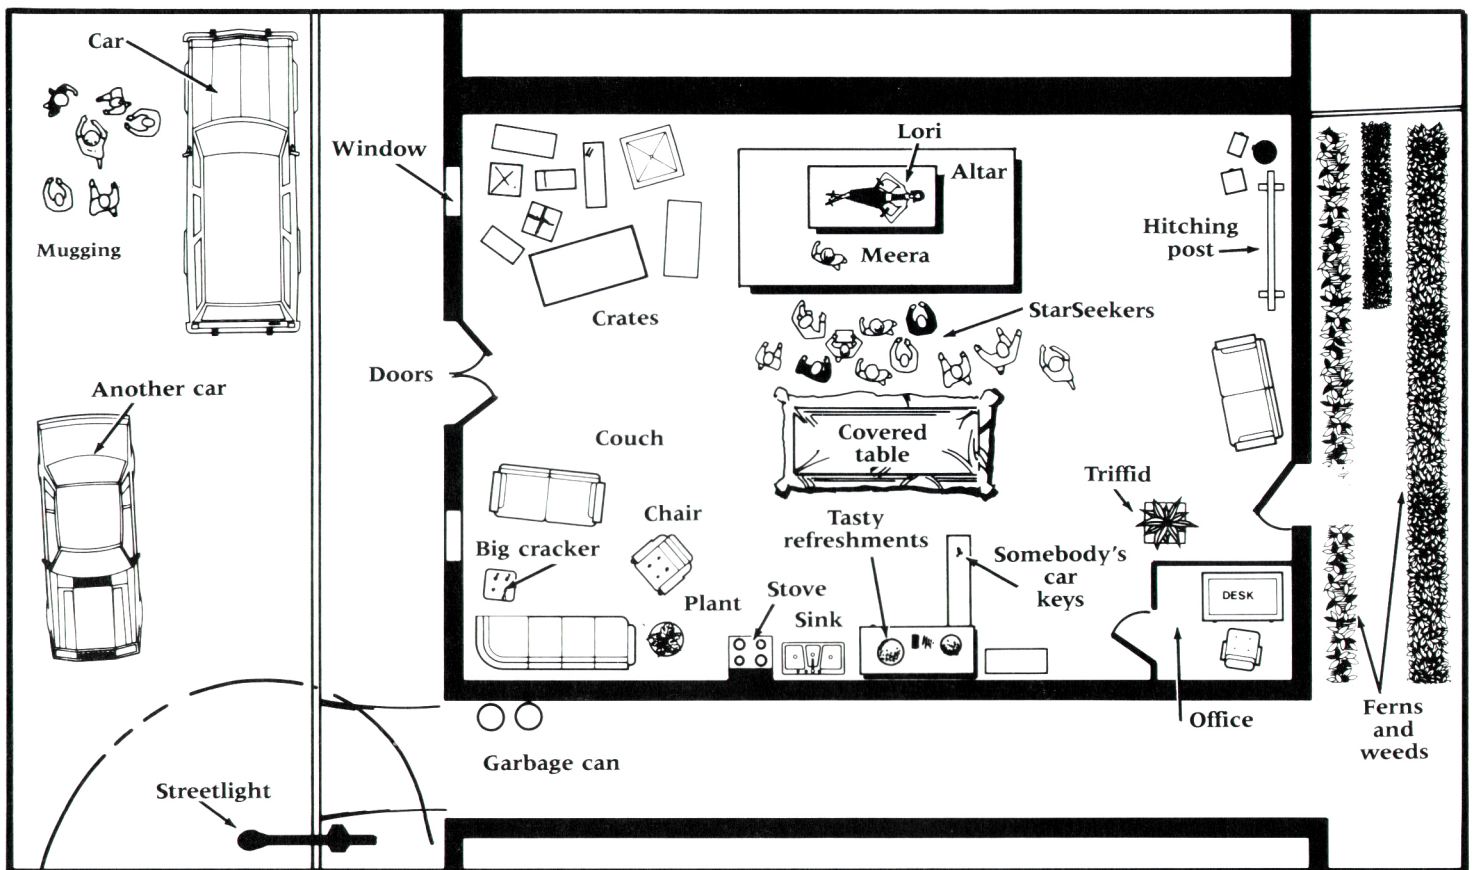 Car
Mugging
Another car
Streetlight
Window
Doors
Crates
Couch
Chair
Big cracker
Plant
Stove
Sink
Garbage can
Lori
Altar
Meera
StarSeekers
Covered
table
Tasty
refreshments
Somebody's
car
keys
Hitching
post
Triffid
DESK
Office
Ferns
and
weeds